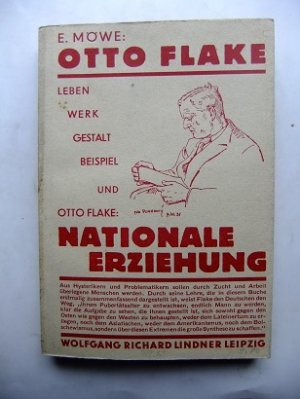 E. MÖWE:
OTTO FLAKE
LEBEN
WERK
GESTALT
BEISPIEL
UND
OTTO FLAKE:
NATIONALE
ERZIEHUNG
Aus Hysterikern und Problematikern sollen durch Zucht und Arbeit
überlegene Menschen werden. Durch seine Lehre, die in diesem Buche
erstmalig zusammenfassend dargestellt ist, weist Flake den Deutschen den
Weg, „ihrem Pubertätsalter zu entwachsen, endlich Mann zu werden,
klar die Aufgabe zu sehen, die ihnen gestellt ist, sich sowohl gegen den
Osten wie gegen den Westen zu behaupten, weder dem Lateinertum zu er-
liegen, noch dem Asiatischen, weder dem Amerikanismus, noch dem Bol-
schewismus, sondern über diesen Extremen die große Synthese zu schaffen."
WOLFGANG RICHARD LINDNER LEIPZIG